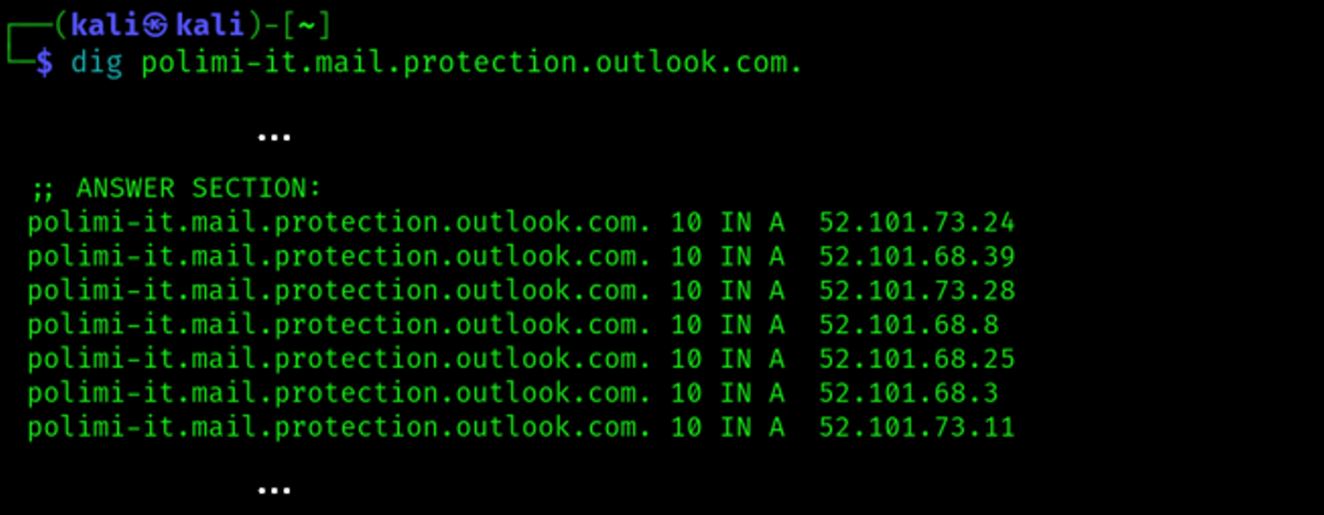 (kali㉿kali)-[~]
$ dig polimi-it.mail.protection.outlook.com.
...
;; ANSWER SECTION:
polimi-it.mail.protection.outlook.com. 10 IN A 52.101.73.24
polimi-it.mail.protection.outlook.com. 10 IN A 52.101.68.39
polimi-it.mail.protection.outlook.com. 10 IN A 52.101.73.28
polimi-it.mail.protection.outlook.com. 10 IN A 52.101.68.8
polimi-it.mail.protection.outlook.com. 10 IN A 52.101.68.25
polimi-it.mail.protection.outlook.com. 10 IN A 52.101.68.3
polimi-it.mail.protection.outlook.com. 10 IN A 52.101.73.11
...